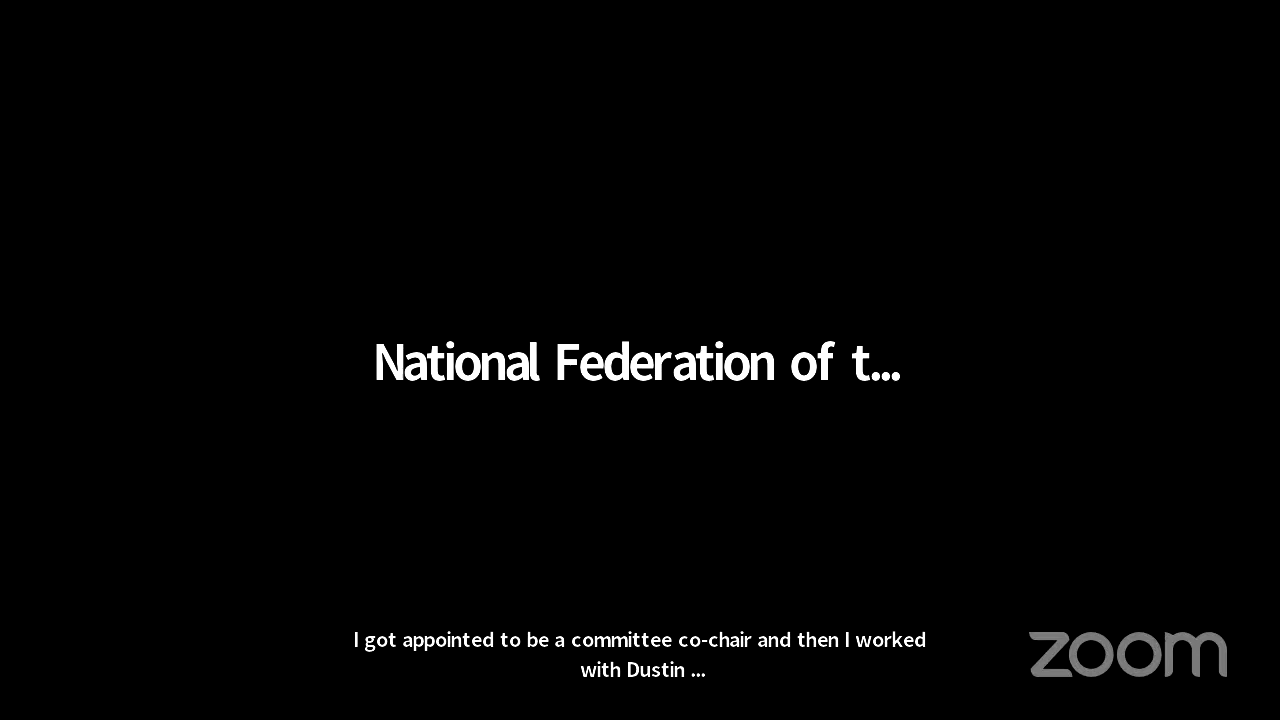 National Federation of t...
I got appointed to be a committee co-chair and then I worked
with Dustin ...
zoom